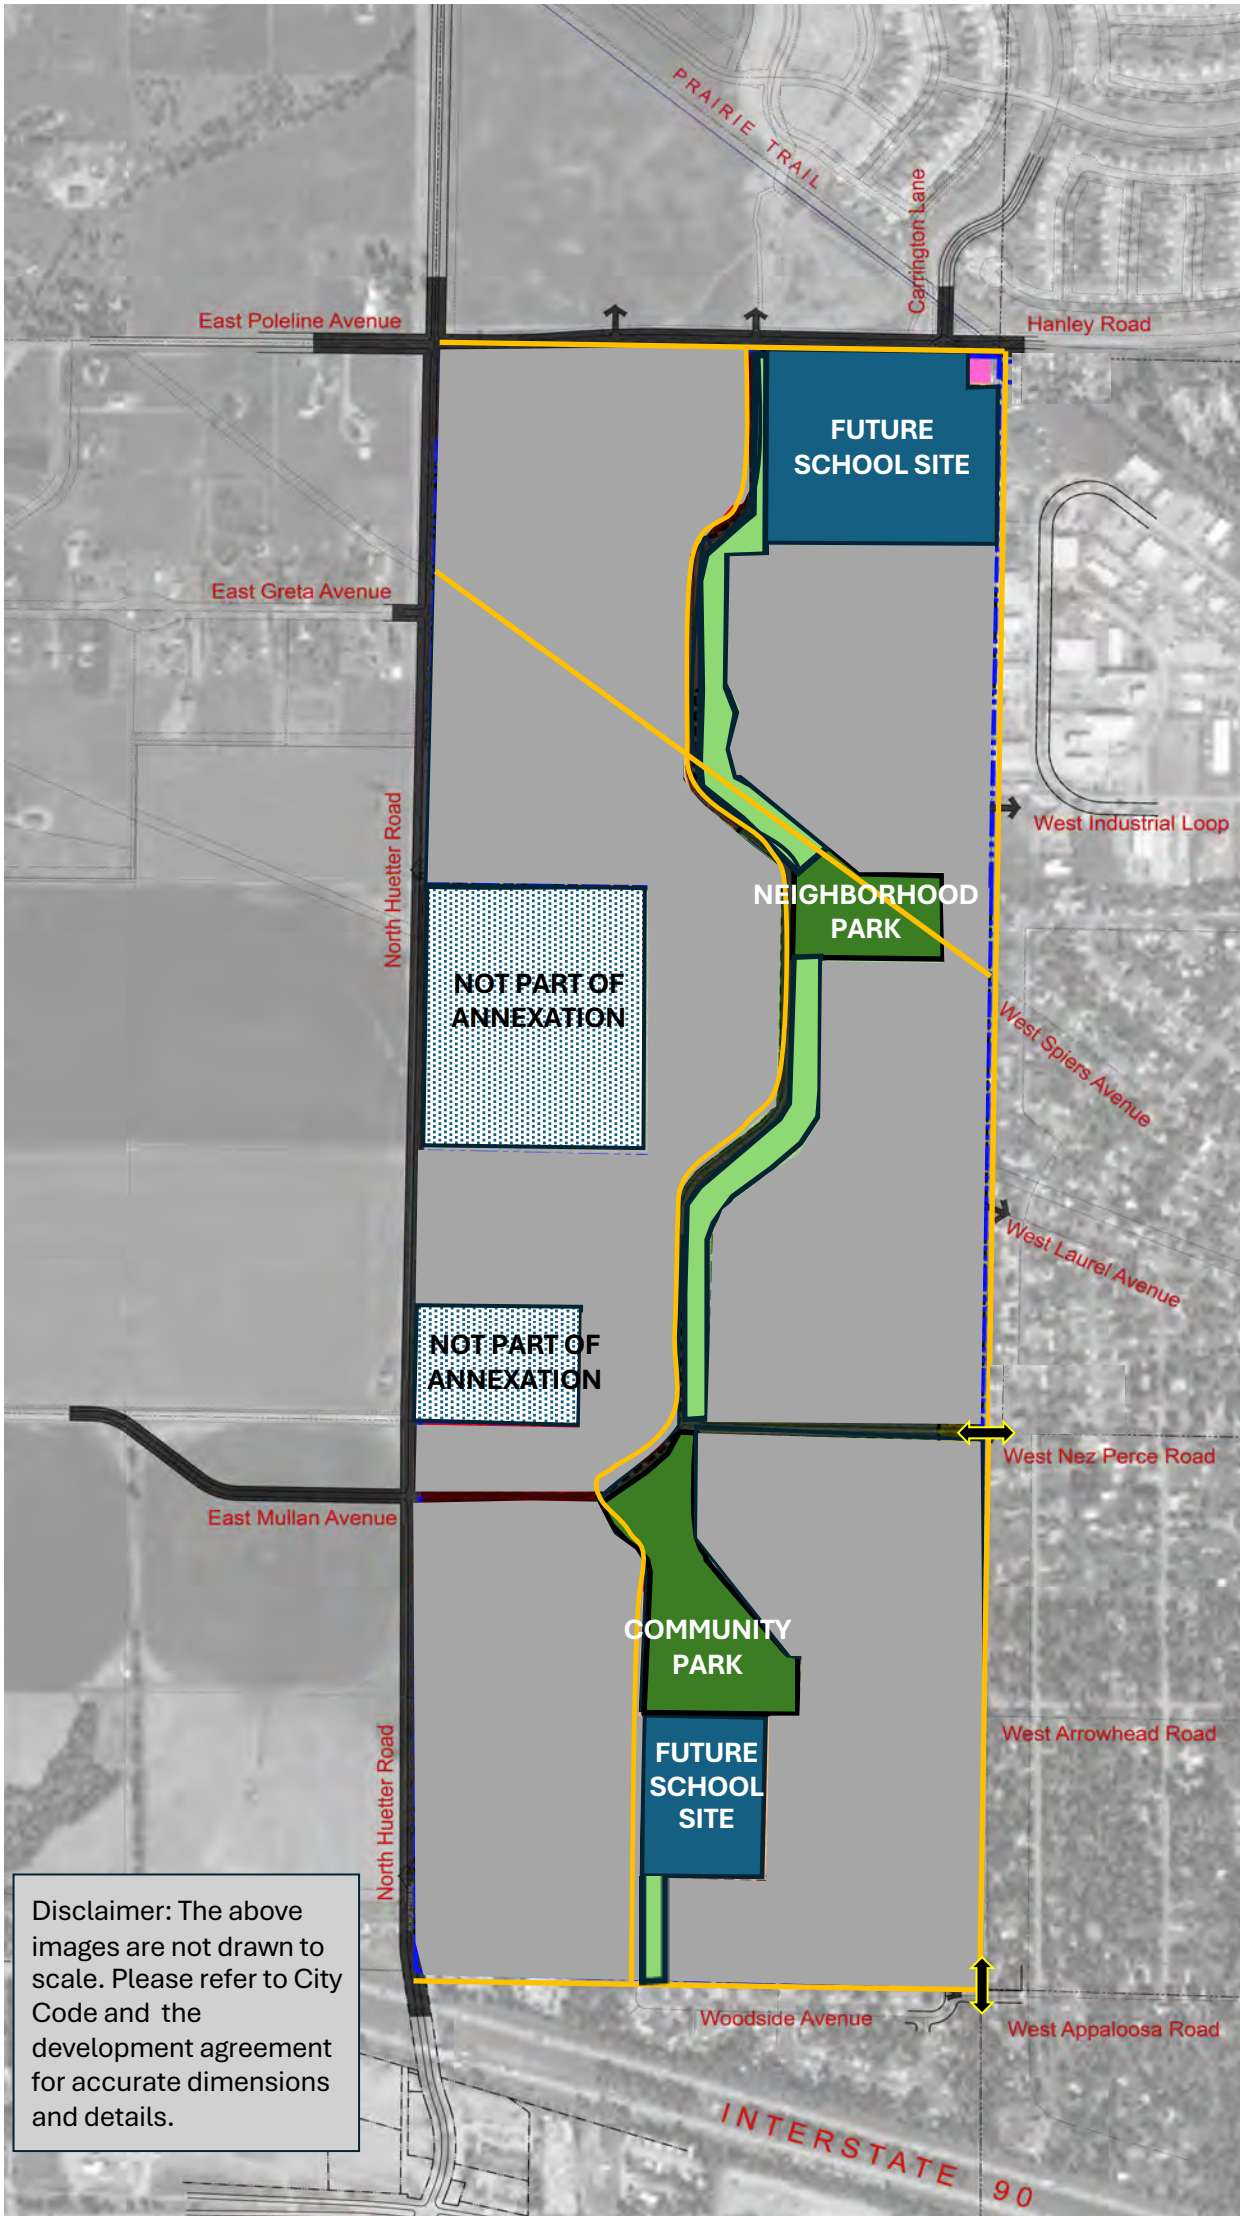 PRAIRIE TRAIL
Carrington Lane
East Poleline Avenue
Hanley Road
FUTURE
SCHOOL SITE
East Greta Avenue
North Huetter Road
West Industrial Loop
NEIGHBORHOOD
PARK
NOT PART OF
ANNEXATION
West Spiers Avenue
West Laurel Avenue
NOT PART OF
ANNEXATION
West Nez Perce Road
East Mullan Avenue
COMMUNITY
PARK
West Arrowhead Road
FUTURE
SCHOOL
SITE
North Huetter Road
Disclaimer: The above
images are not drawn to
scale. Please refer to City
Code and the
development agreement
for accurate dimensions
and details.
Woodside Avenue
West Appaloosa Road
INTERSTATE 90